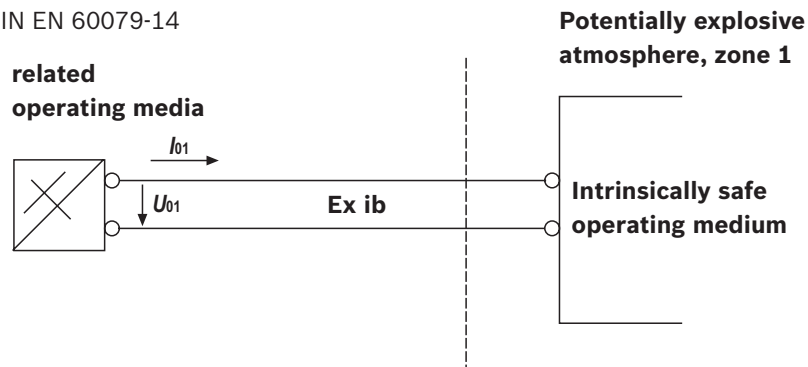 IN EN 60079-14
Potentially explosive
atmosphere, zone 1
related
operating media
I01
U01
Ex ib
Intrinsically safe
operating medium